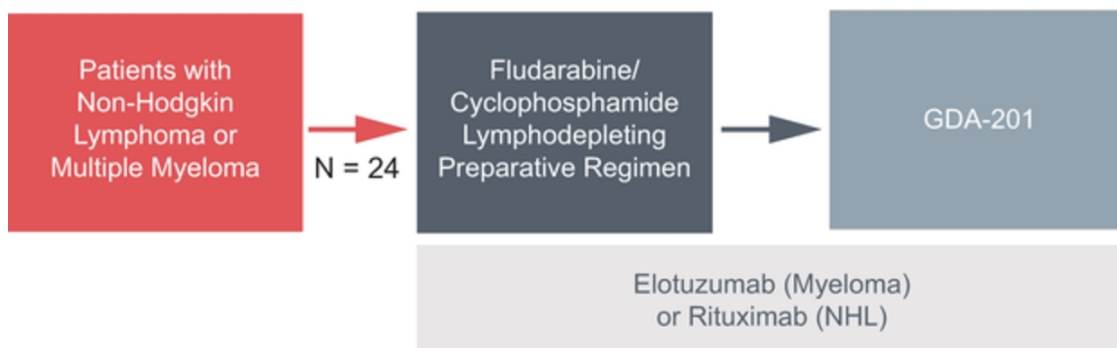 Patients with
Non-Hodgkin
Lymphoma or
Multiple Myeloma
N = 24
Fludarabine/
Cyclophosphamide
Lymphodepleting
Preparative Regimen
GDA-201
Elotuzumab (Myeloma)
or Rituximab (NHL)